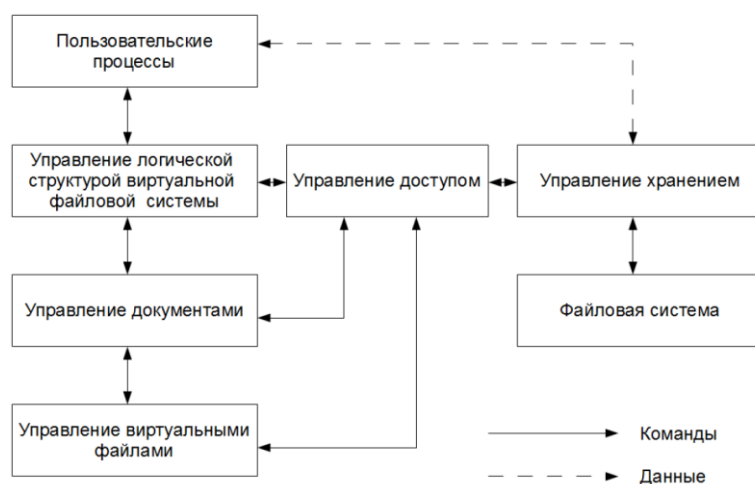 Пользовательские
процессы
Управление логической
структурой виртуальной
файловой системы
Управление доступом
Управление хранением
Управление документами
Файловая система
Управление виртуальными
файлами
Команды
Данные